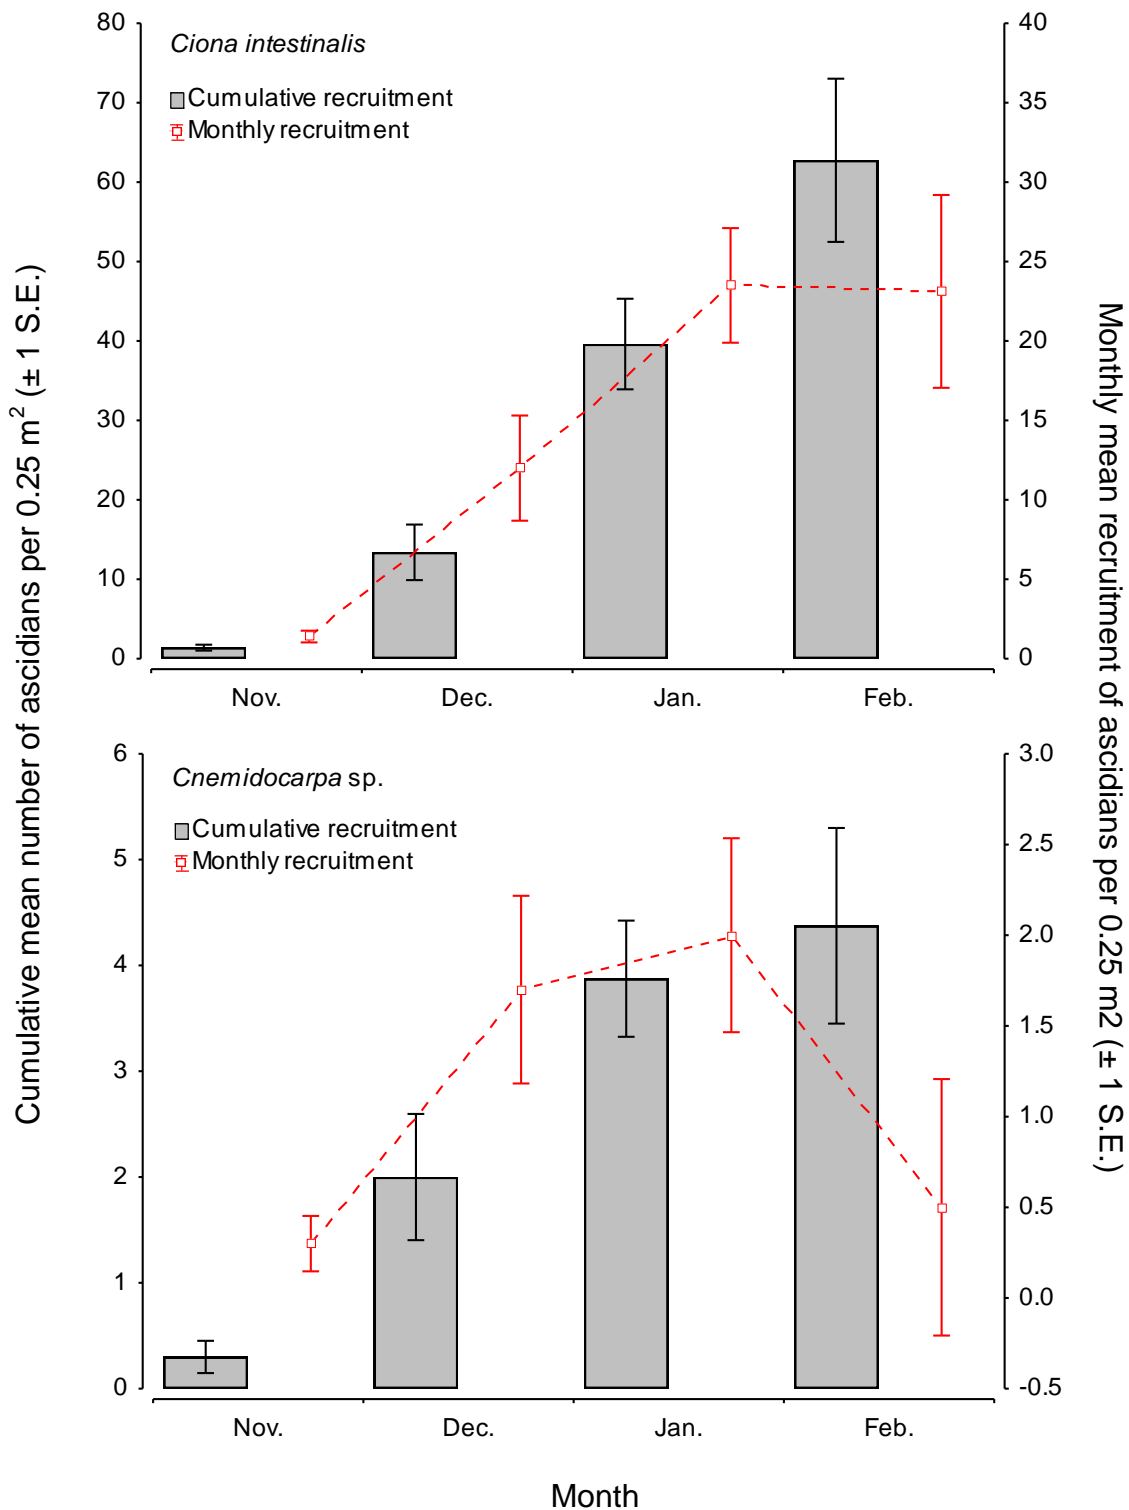 Cumulative mean number of ascidians per 0.25 m² (± 1 S.E.)
80
70
60
50
40
30
20
10
0
Ciona intestinalis
Cumulative recruitment
Monthly recruitment
40
35
30
25
20
15
10
5
0
Nov.
Dec.
Jan.
Feb.
6
5
4
3
2
1
0
Cnemidocarpa sp.
Cumulative recruitment
Monthly recruitment
3.0
2.5
2.0
1.5
1.0
0.5
0.0
-0.5
Nov.
Dec.
Jan.
Feb.
Month
Monthly mean recruitment of ascidians per 0.25 m2 (± 1 S.E.)